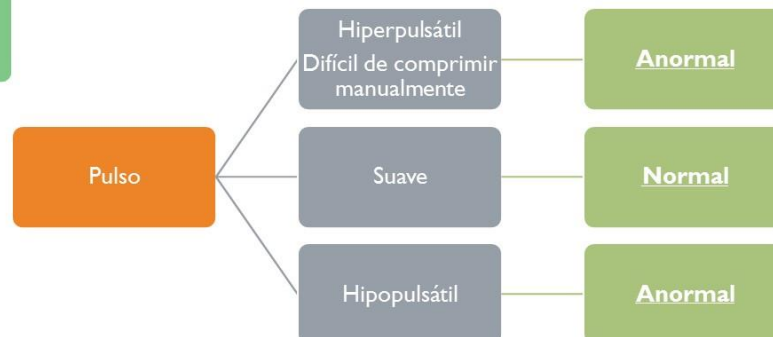 Hiperpulsátil
Difícil de comprimir
manualmente
Anormal
Pulso
Suave
Normal
Hipopulsátil
Anormal